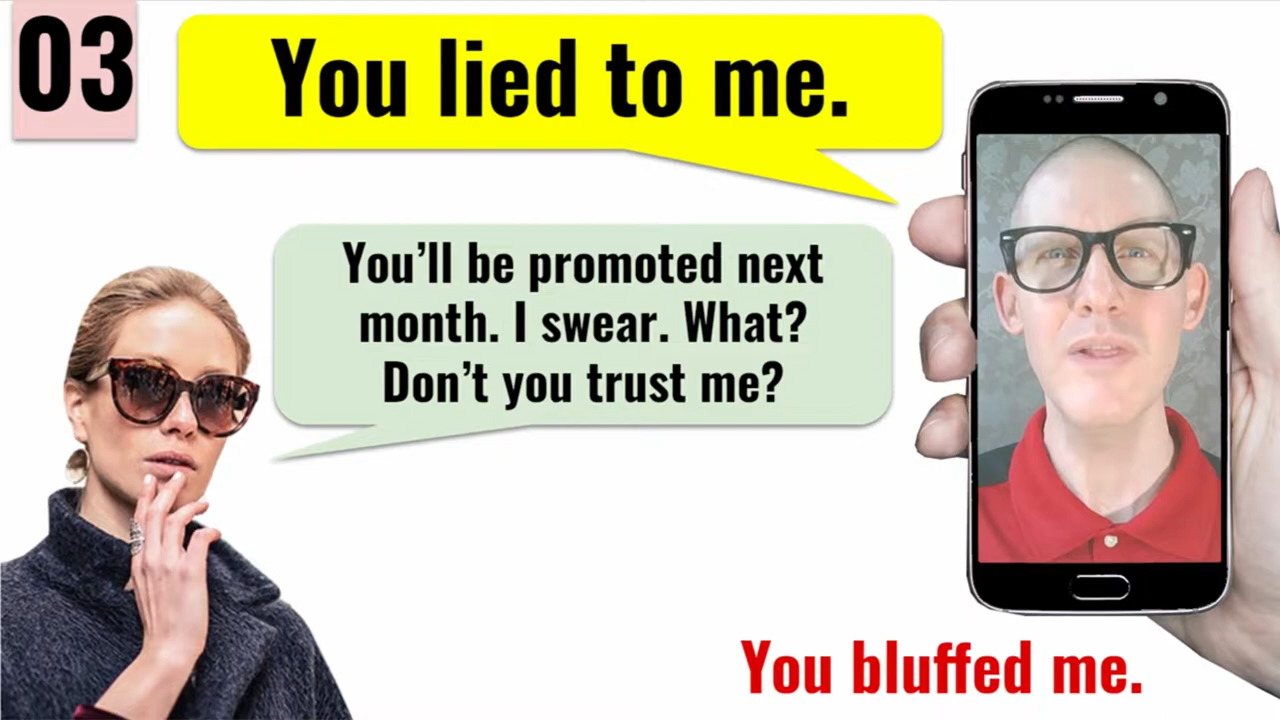 03
You lied to me.
You'll be promoted next
month. I swear. What?
Don't you trust me?
You bluffed me.